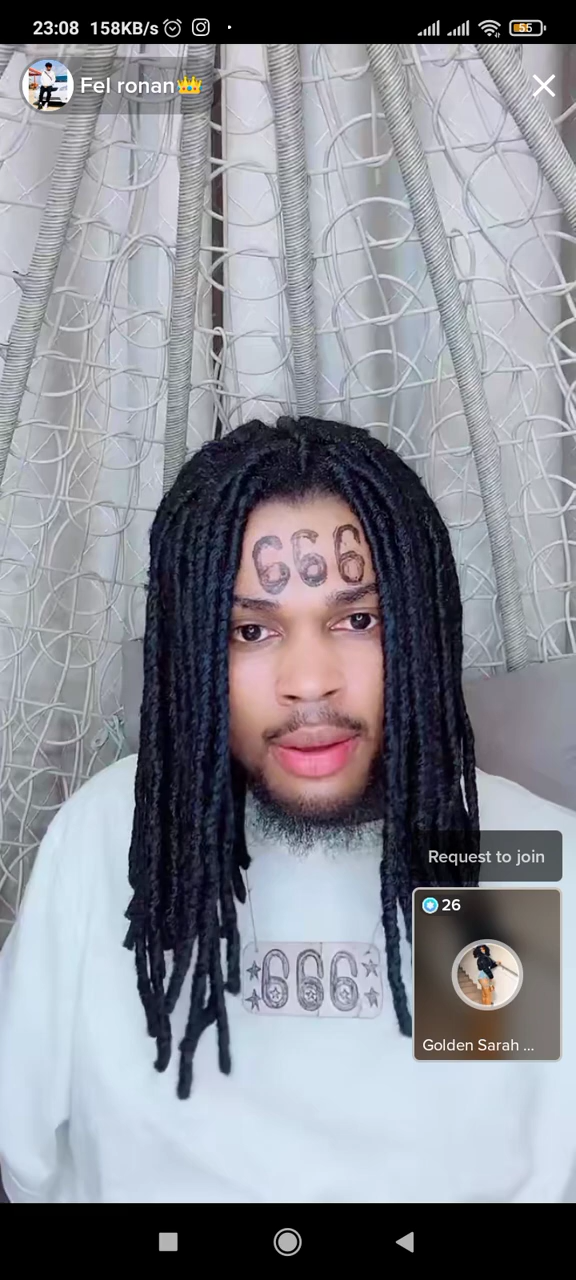 23:08 158KB/s
55
Fel ronan👑
666
Request to join
26
666
Golden Sarah ...